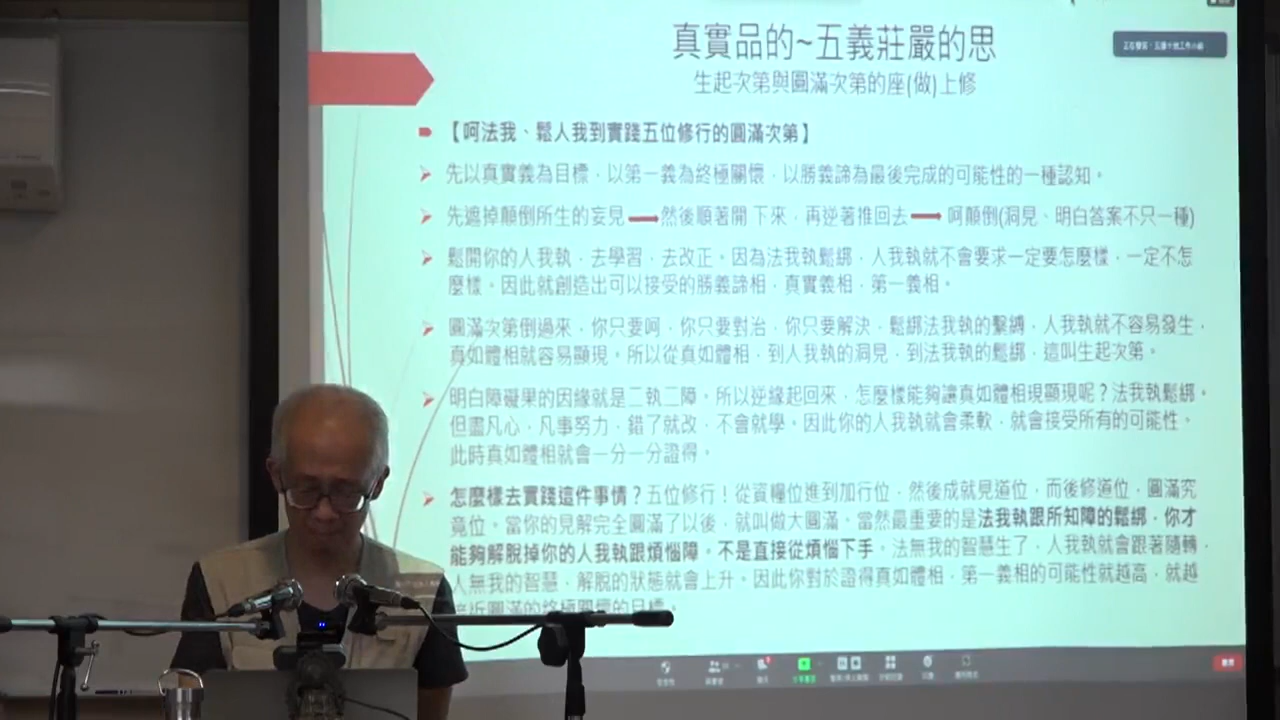 真實品的~五義莊嚴的思
生起次第與圓滿次第的座(做)上修
【呵法我、鬆人我到實踐五位修行的圓滿次第】
先以真實義為目標，以第一義為終極關懷，以勝義諦為最後完成的可能性的一種認知。
先遮掉顛倒所生的妄見 然後順著開 下來，再逆著推回去 呵顛倒(洞見、明白答案不只一種)
鬆開你的人我執，去學習，去改正。因為法我執鬆綁，人我執就不會要求一定要怎麼樣，一定不怎
麼樣。因此就創造出可以接受的勝義諦相，真實義相，第一義相。
圓滿次第倒過來，你只要呵，你只要對治，你只要解決，鬆綁法我執的繫縛，人我執就不容易發生，
真如體相就容易顯現。所以從真如體相，到人我執的洞見，到法我執的鬆綁，這叫生起次第。
明白障礙果的因緣就是二執二障。所以逆緣起回來，怎麼樣能夠讓真如體相現顯現呢？法我執鬆綁。
但盡凡心，凡事努力，錯了就改，不會就學。因此你的人我執就會柔軟，就會接受所有的可能性。
此時真如體相就會一分一分證得。
怎麼樣去實踐這件事情？五位修行！從資糧位進到加行位，然後成就見道位，而後修道位，圓滿究
竟位。當你的見解完全圓滿了以後，就叫做大圓滿。當然最重要的是法我執跟所知障的鬆綁，你才
能夠解脫掉你的人我執跟煩惱障。不是直接從煩惱下手。法無我的智慧生了，人我執就會跟著隨轉，
人無我的智慧，解脫的狀態就會上升。因此你對於證得真如體相，第一義相的可能性就越高，就越